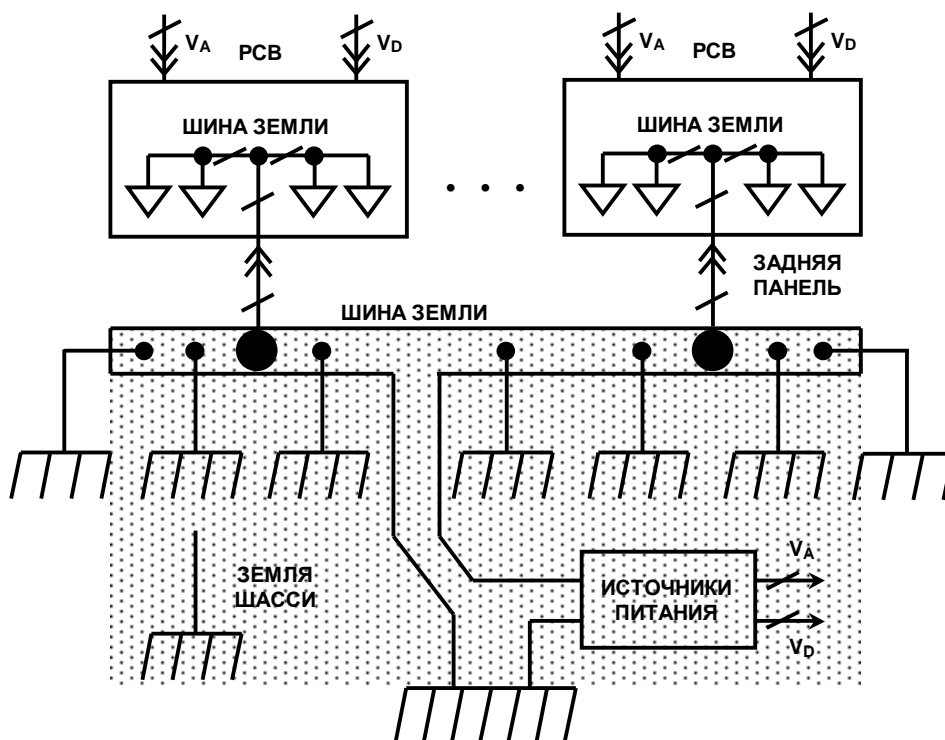 VA
PCB
VD
VA
PCB
VD
ШИНА ЗЕМЛИ
ШИНА ЗЕМЛИ
ЗАДНЯЯ
ПАНЕЛЬ
ШИНА ЗЕМЛИ
ЗЕМЛЯ
ШАССИ
ИСТОЧНИКИ
ПИТАНИЯ
VA
VD